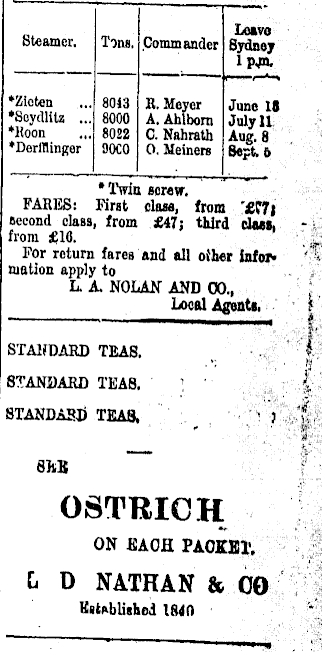 Steamer. Tons. Commander Leave Sydney 1 p.m.
*Zieten ... 8043 R. Meyer June 13
*Seydlitz ... 8000 A. Ahlborn July 11
*Roon ... 8022 C. Nahrath Aug. 8
*Derfflinger 9000 O. Meiners Sept. 5
* Twin screw.
FARES: First class, from
second class, from £47; third class,
from £16.
For return fares and all other infor-
mation apply to
L. A. NOLAN AND CO.,
Local Agents.
STANDARD TEAS.
STANDARD TEAS.
STANDARD TEAS,
SEE
OSTRICH
ON EACH PACKET.
L D NATHAN & CO
Established 1840